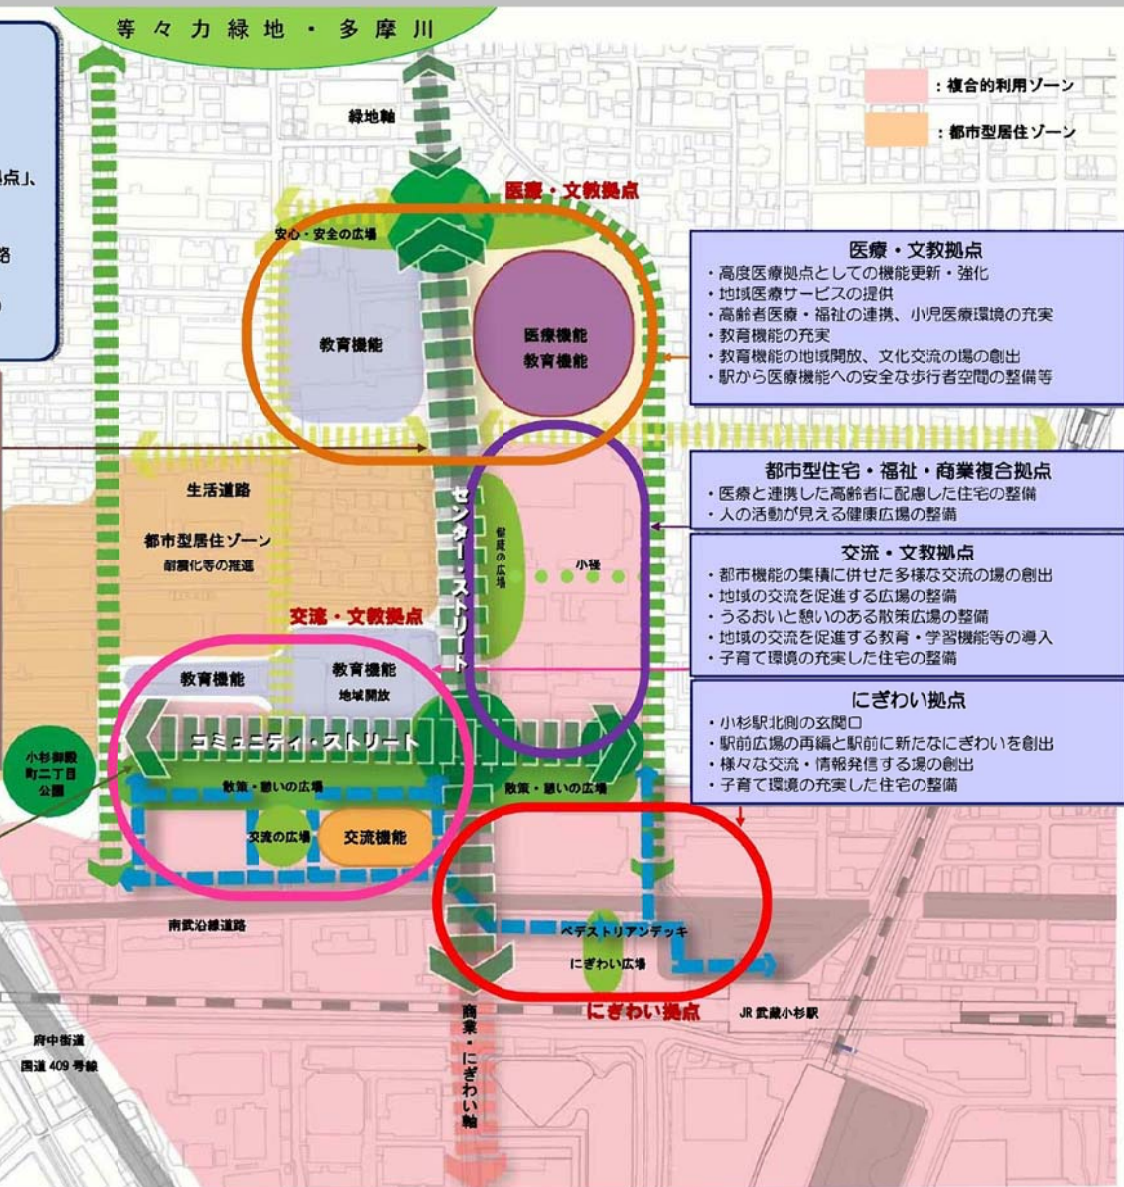 等々力緑地・多摩川
：複合的利用ゾーン
：都市型居住ゾーン
緑地軸
点」、
路
医療・文教拠点
安心・安全の広場
教育機能
医療機能
教育機能
医療・文教拠点
・高度医療拠点としての機能更新・強化
・地域医療サービスの提供
・高齢者医療・福祉の連携、小児医療環境の充実
・教育機能の充実
・教育機能の地域開放、文化交流の場の創出
・駅から医療機能への安全な歩行者空間の整備等
都市型住宅・福祉・商業複合拠点
・医療と連携した高齢者に配慮した住宅の整備
・人の活動が見える健康広場の整備
交流・文教拠点
・都市機能の集積に併せた多様な交流の場の創出
・地域の交流を促進する広場の整備
・うるおいと憩いのある散策広場の整備
・地域の交流を促進する教育・学習機能等の導入
・子育て環境の充実した住宅の整備
にぎわい拠点
・小杉駅北側の玄関口
・駅前広場の再編と駅前に新たなにぎわいを創出
・様々な交流・情報発信する場の創出
・子育て環境の充実した住宅の整備
生活道路
都市型居住ゾーン
耐震化等の推進
センター・ストリート
健康の広場
小径
交流・文教拠点
教育機能
教育機能
地域開放
コミュニティ・ストリート
小杉御殿
町二丁目
公園
散策・憩いの広場
散策・憩いの広場
交流の広場
交流機能
南武沿線道路
ペデストリアンデッキ
にぎわい広場
にぎわい拠点
JR 武蔵小杉駅
府中街道
国道 409 号線
商業・にぎわい軸